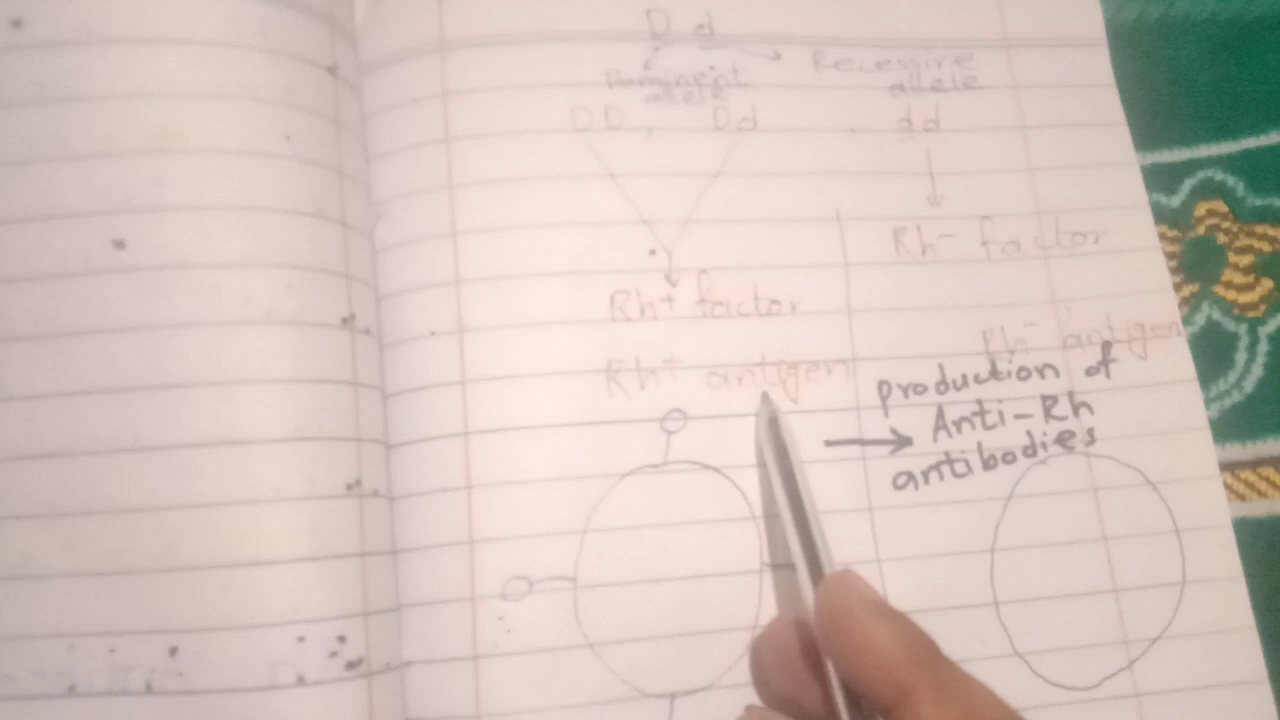 D d
Dominent allele
Recessive allele
DD Dd dd
Rh- factor
Rh+ factor
Rh- antigen
Rh+ antigen
production of
Anti-Rh
antibodies